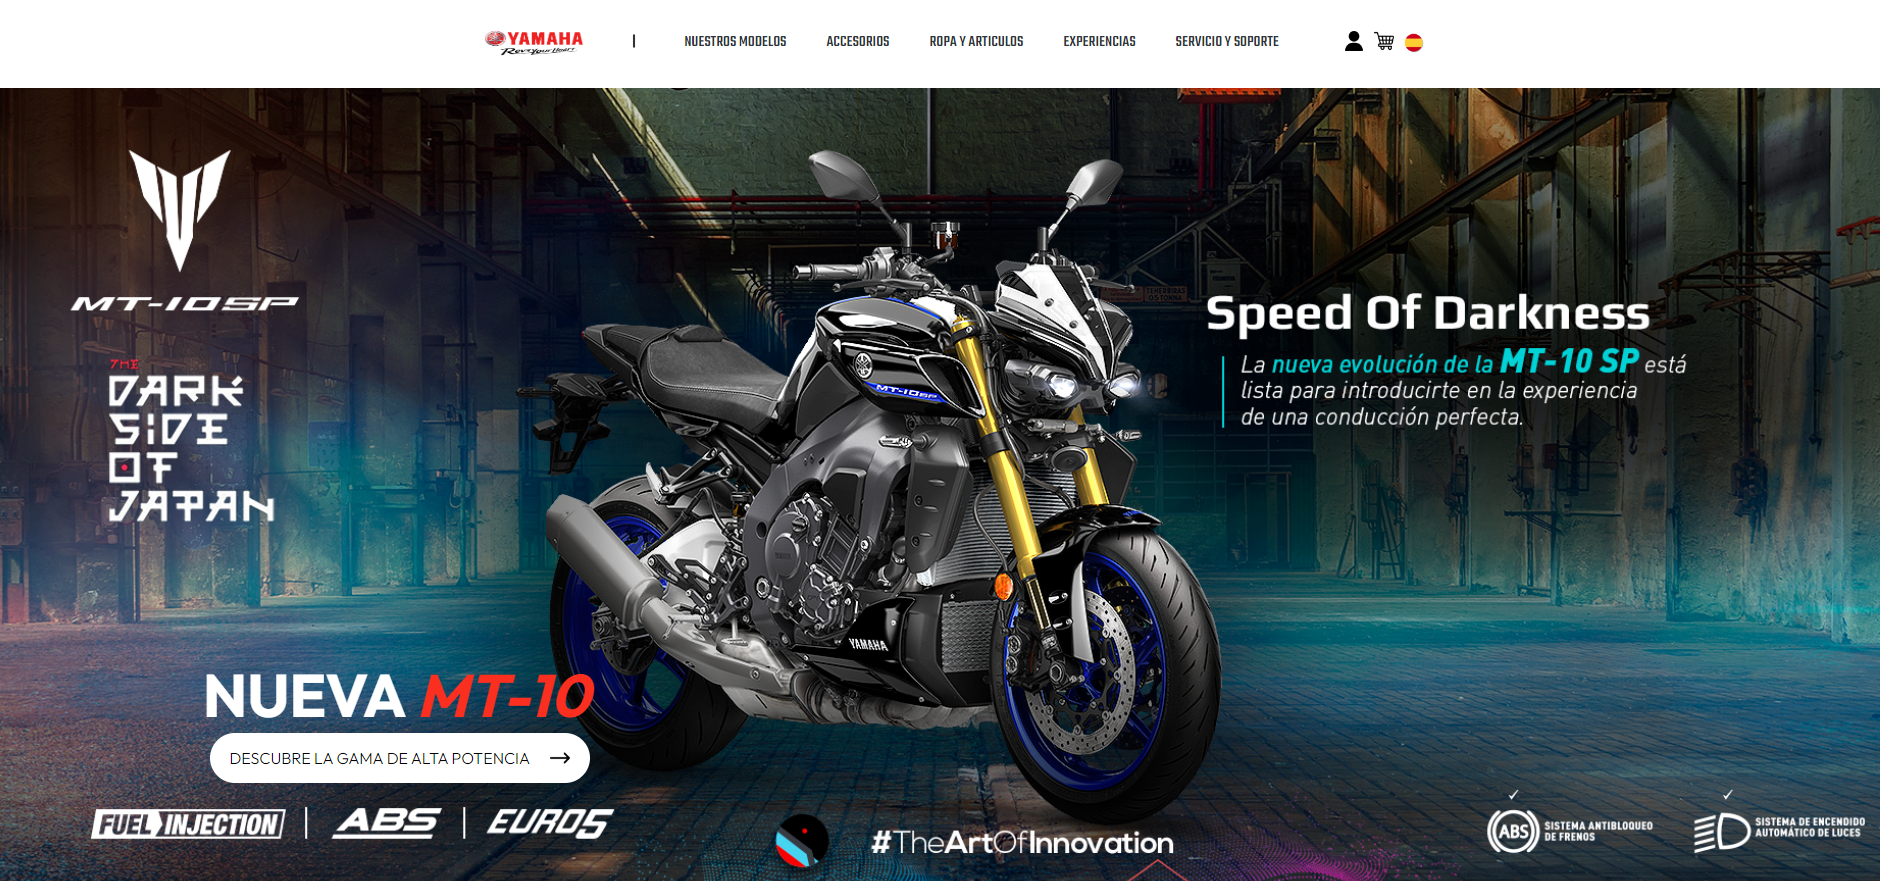 YAMAHA
Revs Your Heart
NUESTROS MODELOS
ACCESORIOS
ROPA Y ARTICULOS
EXPERIENCIAS
SERVICIO Y SOPORTE
MT-10SP
THE
DARK
SIDE
OF
JAPAN
Speed Of Darkness
La nueva evolución de la MT-10 SP está
lista para introducirte en la experiencia
de una conducción perfecta.
MT-10SP
YAMAHA
NUEVA MT-10
DESCUBRE LA GAMA DE ALTA POTENCIA
FUEL INJECTION
ABS
EURO5
#TheArtOfInnovation
ABS
SISTEMA ANTIBLOQUEO
DE FRENOS
SISTEMA DE ENCENDIDO
AUTOMÁTICO DE LUCES